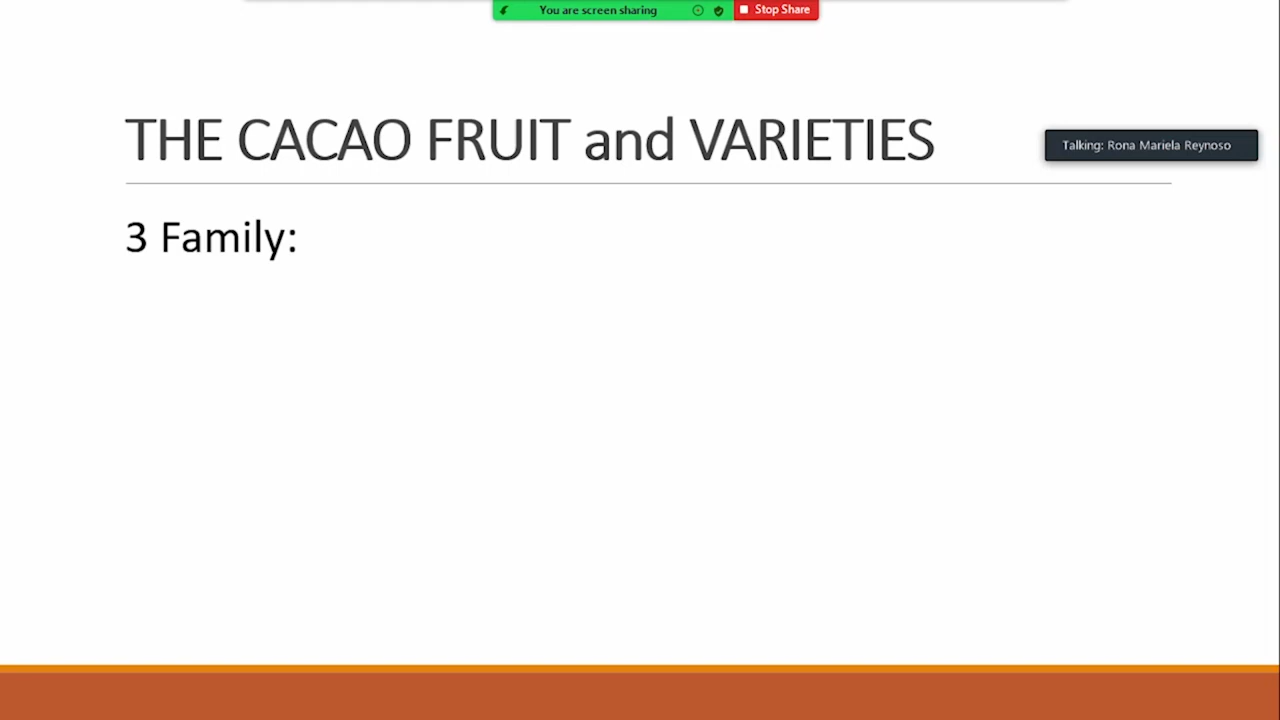 You are screen sharing
Stop Share
THE CACAO FRUIT and VARIETIES
Talking: Rona Mariela Reynoso
3 Family: